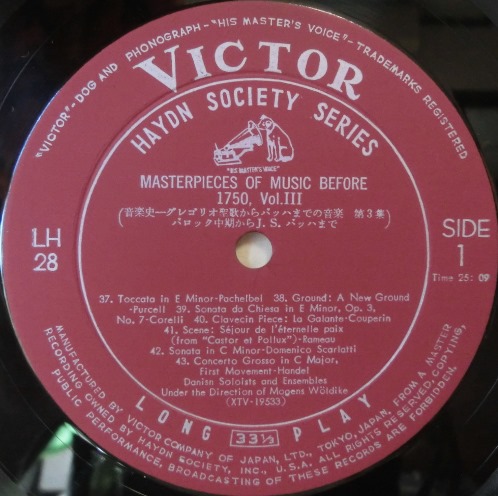 "VICTOR"- DOG AND PHONOGRAPH - "HIS MASTER'S VOICE" - TRADEMARKS REGISTERED
VICTOR
HAYDN SOCIETY SERIES
"HIS MASTER'S VOICE"
MASTERPIECES OF MUSIC BEFORE
1750, Vol.III
(音楽史―グレゴリオ聖歌からバッハまでの音楽 第3集
バロック中期からJ. S. バッハまで)
LH
28
SIDE
1
Time 25: 09
37. Toccata in E Minor-Pachelbel 38. Ground: A New Ground
-Purcell 39. Sonata da Chiesa in E Minor, Op. 3,
No. 7-Corelli 40. Clavecin Piece: La Galante-Couperin
41. Scene: Séjour de l'éternelle paix
(from "Castor et Pollux")-Rameau
42. Sonata in C Minor-Domenico Scarlatti
43. Concerto Grosso in C Major,
First Movement-Handel
Danish Soloists and Ensembles
Under the Direction of Mogens Wöldike
(XTV-19533)
LONG 33⅓ PLAY
MANUFACTURED BY VICTOR COMPANY OF JAPAN, LTD., TOKYO, JAPAN, FROM A MASTER
RECORDING OWNED BY HAYDN SOCIETY, INC., U.S.A. ALL RIGHTS RESERVED, COPYING,
PUBLIC PERFORMANCE, BROADCASTING OF THESE RECORDS ARE FORBIDDEN.